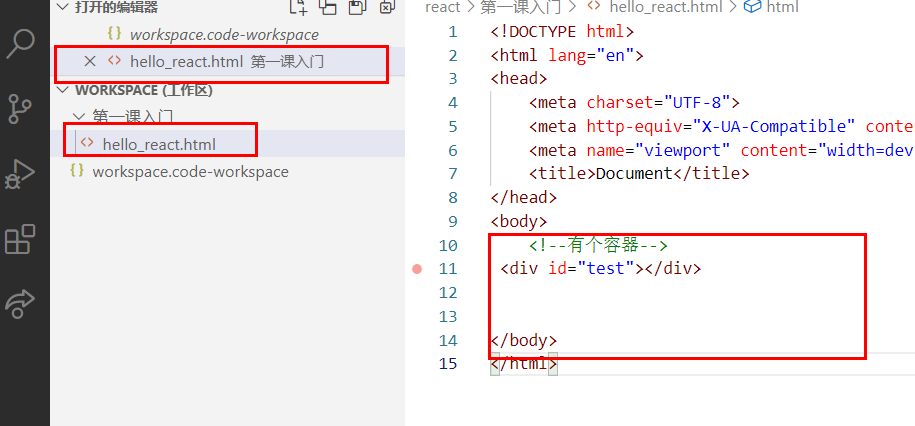 打开的编辑器
workspace.code-workspace
hello_react.html 第一课入门
WORKSPACE (工作区)
第一课入门
hello_react.html
workspace.code-workspace
react > 第一课入门 > hello_react.html > html
1 <!DOCTYPE html>
2 <html lang="en">
3 <head>
4 <meta charset="UTF-8">
5 <meta http-equiv="X-UA-Compatible" conte
6 <meta name="viewport" content="width=dev
7 <title>Document</title>
8 </head>
9 <body>
10 <!--有个容器-->
11 <div id="test"></div>
12
13
14 </body>
15 </html>